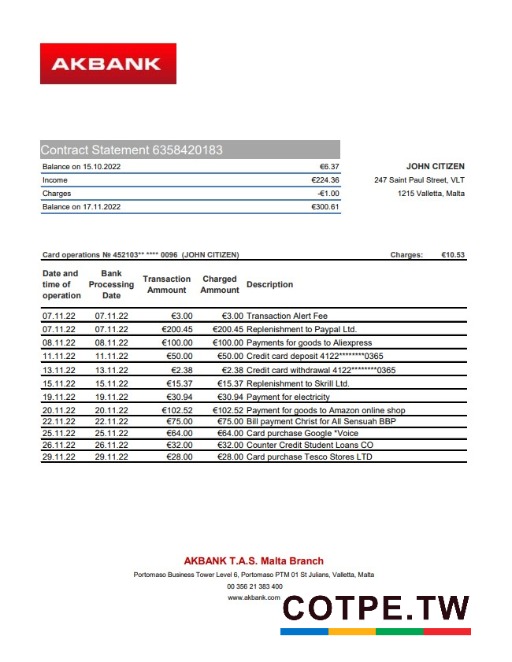 AKBANK
Contract Statement 6358420183
Balance on 15.10.2022 €6.37
Income €224.36
Charges -€1.00
Balance on 17.11.2022 €300.61
JOHN CITIZEN
247 Saint Paul Street, VLT
1215 Valletta, Malta
Card operations № 452103** **** 0096 (JOHN CITIZEN) Charges: €10.53
Date and time of operation Bank Processing Date Transaction Amount Charged Amount Description
07.11.22 07.11.22 €3.00 €3.00 Transaction Alert Fee
07.11.22 07.11.22 €200.45 €200.45 Replenishment to Paypal Ltd.
08.11.22 08.11.22 €100.00 €100.00 Payments for goods to Aliexpress
11.11.22 11.11.22 €50.00 €50.00 Credit card deposit 4122********0365
13.11.22 13.11.22 €2.38 €2.38 Credit card withdrawal 4122********0365
15.11.22 15.11.22 €15.37 €15.37 Replenishment to Skrill Ltd.
19.11.22 19.11.22 €30.94 €30.94 Payment for electricity
20.11.22 20.11.22 €102.52 €102.52 Payment for goods to Amazon online shop
22.11.22 22.11.22 €75.00 €75.00 Bill payment Christ for All Sensuah BBP
25.11.22 25.11.22 €64.00 €64.00 Card purchase Google *Voice
26.11.22 26.11.22 €32.00 €32.00 Counter Credit Student Loans CO
29.11.22 29.11.22 €28.00 €28.00 Card purchase Tesco Stores LTD
AKBANK T.A.S. Malta Branch
Portomaso Business Tower Level 6, Portomaso PTM 01 St Julians, Valletta, Malta
00 356 21 383 400
www.akbank.com
COTPE.TW